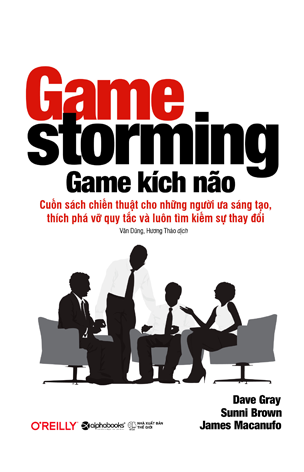 Game
storming
Game kích não
Cuốn sách chiến thuật cho những người ưa sáng tạo,
thích phá vỡ quy tắc và luôn tìm kiếm sự thay đổi
Văn Dũng, Hương Thảo dịch
Dave Gray
Sunni Brown
James Macanufo
O'REILLY
alphabooks
NHÀ XUẤT BẢN
THẾ GIỚI